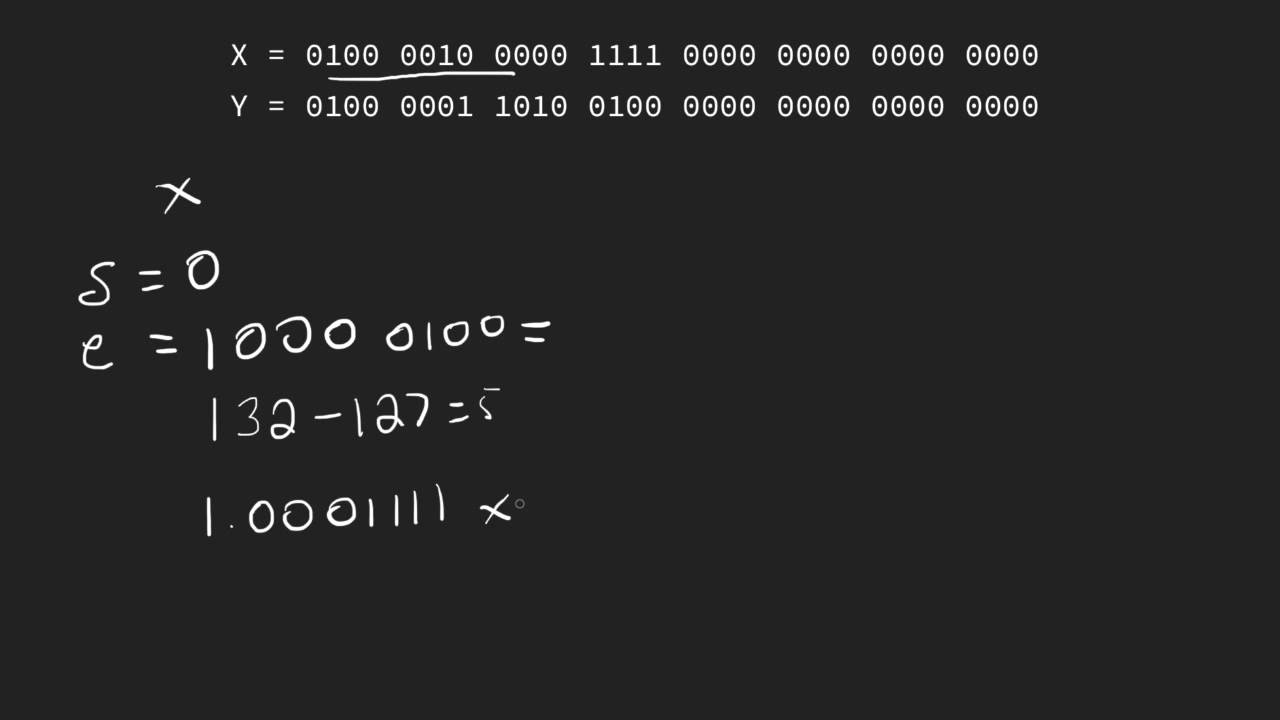 X = 0100 0010 0000 1111 0000 0000 0000 0000
Y = 0100 0001 1010 0100 0000 0000 0000 0000
x
S = 0
e = 1000 0100 =
132 - 127 = 5
1.0001111 x